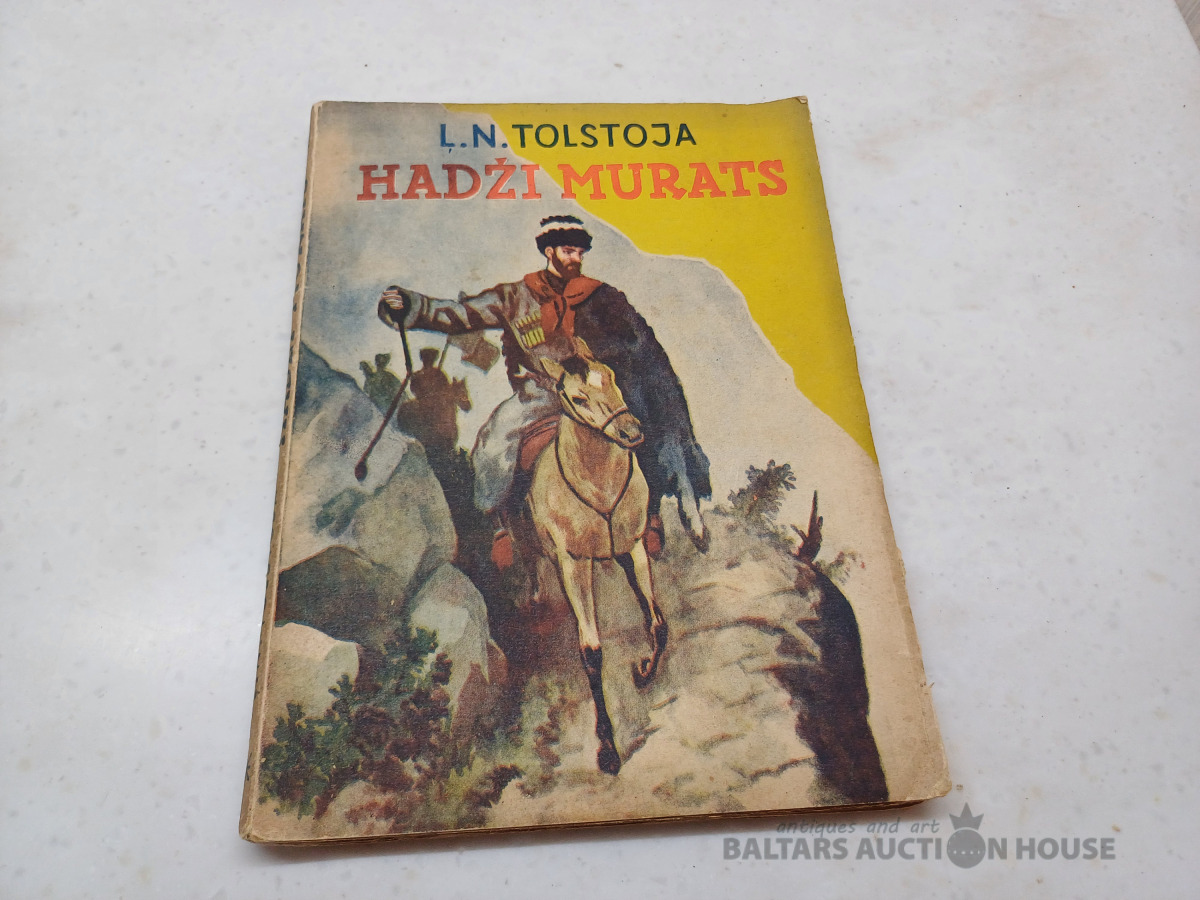 Ļ.N.TOLSTOJA
HADŽI MURATS
antiques and art
BALTARS AUCTION HOUSE